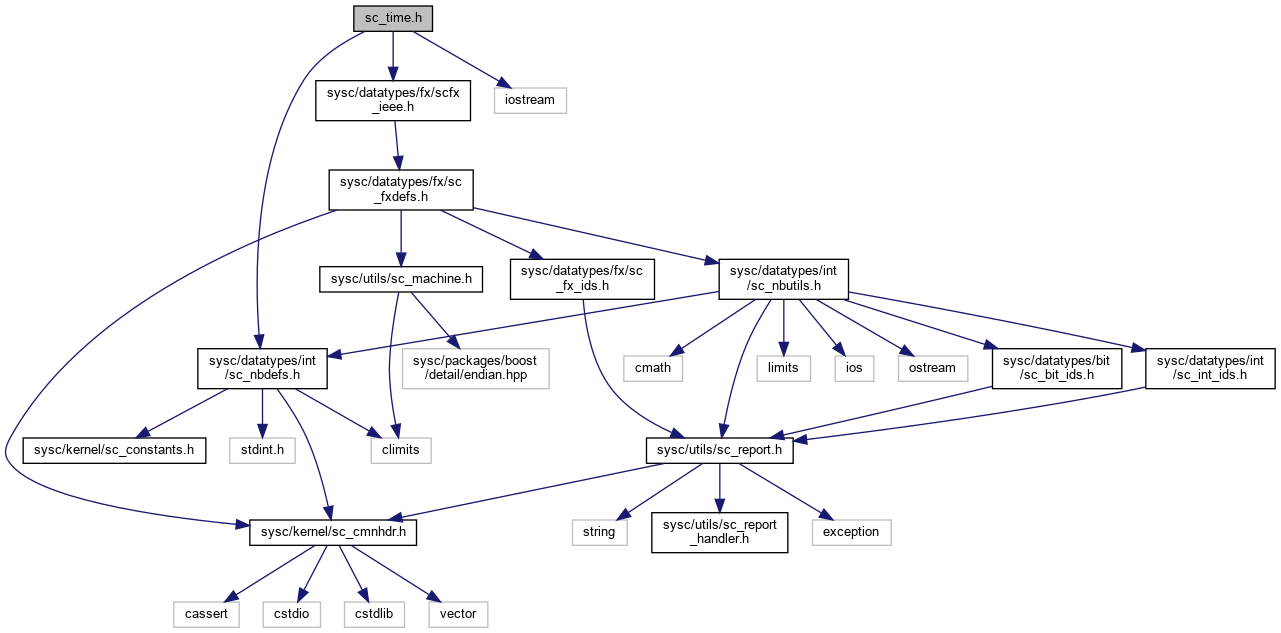 sc_time.h
sysc/datatypes/fx/scfx
_ieee.h
iostream
sysc/datatypes/fx/sc
_fxdefs.h
sysc/utils/sc_machine.h
sysc/datatypes/fx/sc
_fx_ids.h
sysc/datatypes/int
/sc_nbutils.h
sysc/datatypes/int
/sc_nbdefs.h
sysc/packages/boost
/detail/endian.hpp
cmath
limits
ios
ostream
sysc/datatypes/bit
/sc_bit_ids.h
sysc/datatypes/int
/sc_int_ids.h
sysc/kernel/sc_constants.h
stdint.h
climits
sysc/utils/sc_report.h
sysc/kernel/sc_cmnhdr.h
string
sysc/utils/sc_report
_handler.h
exception
cassert
cstdio
cstdlib
vector